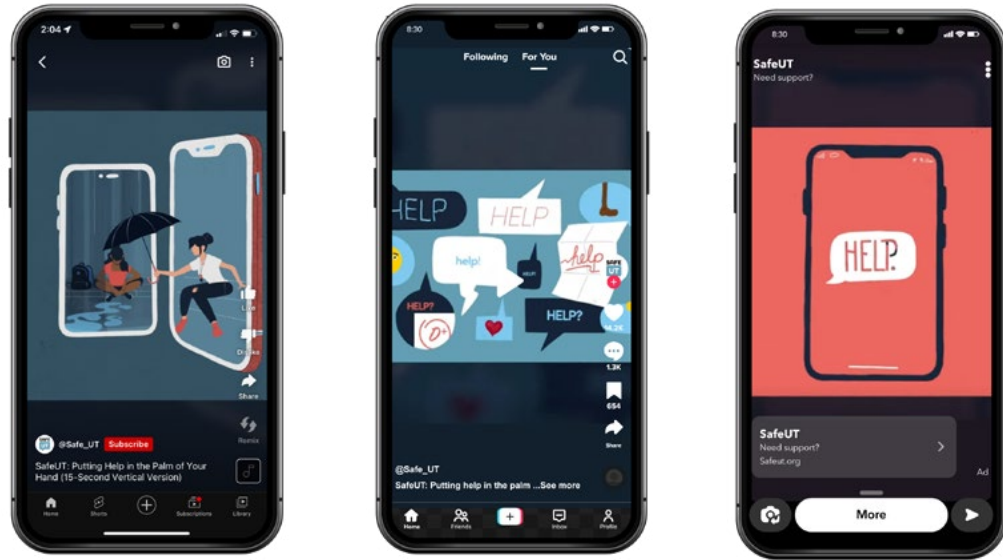 2:04
Like
Dislike
Share
Remix
@Safe_UT Subscribe
SafeUT: Putting Help in the Palm of Your
Hand (15-Second Vertical Version)
Home Shorts Subscriptions Library
8:30
Following For You
HELP
HELP
help!
HELP!
help
SAFE
UT
HELP?
D+
HELP?
14.2K
1.3K
654
Share
@Safe_UT
SafeUT: Putting help in the palm ...See more
Home Friends Inbox Profile
8:30
SafeUT
Need support?
HELP?
SafeUT
Need support?
Safeut.org
Ad
More